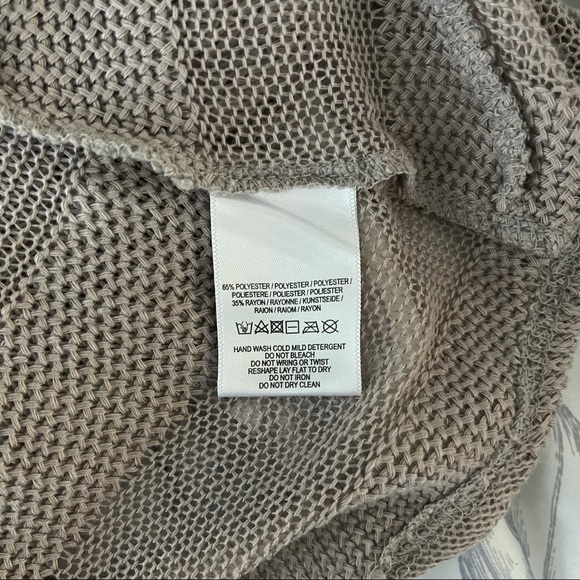 65% POLYESTER / POLYESTER / POLYESTER /
POLIESTERE / POLIESTER / POLIESTER
35% RAYON / RAYONNE / KUNSTSEIDE /
RAION / RAIOM / RAYON
HAND WASH COLD MILD DETERGENT
DO NOT BLEACH
DO NOT WRING OR TWIST
RESHAPE LAY FLAT TO DRY
DO NOT IRON
DO NOT DRY CLEAN